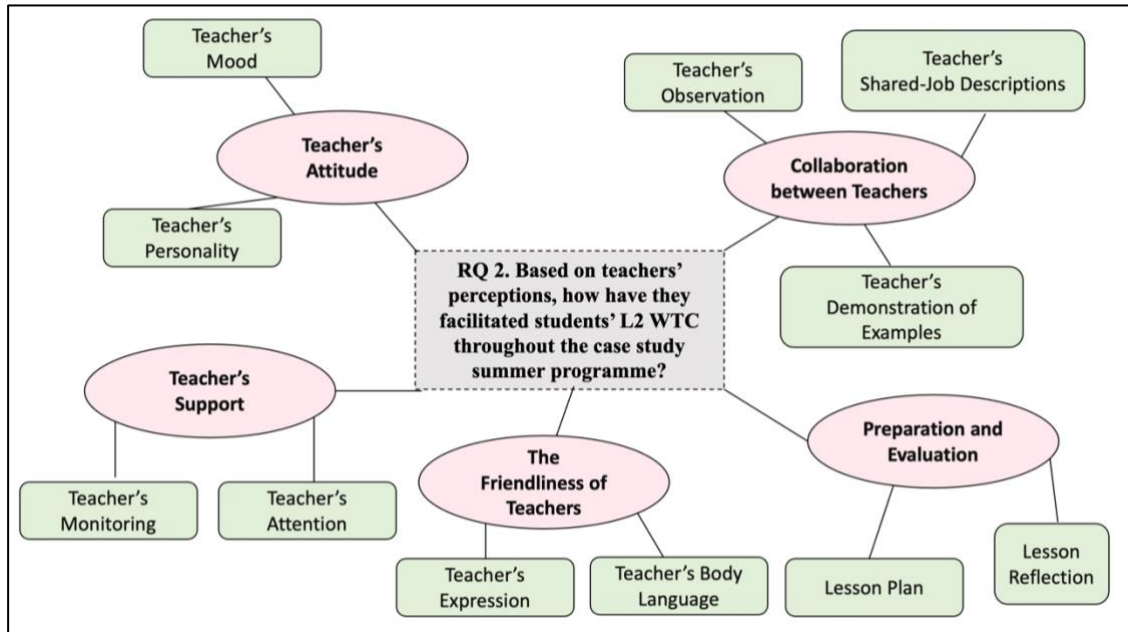 Teacher's
Mood
Teacher's
Attitude
Teacher's
Personality
Teacher's
Observation
Teacher's
Shared-Job Descriptions
Collaboration
between Teachers
Teacher's
Demonstration of
Examples
RQ 2. Based on teachers'
perceptions, how have they
facilitated students' L2 WTC
throughout the case study
summer programme?
Teacher's
Support
Teacher's
Monitoring
Teacher's
Attention
The
Friendliness of
Teachers
Teacher's
Expression
Teacher's Body
Language
Preparation and
Evaluation
Lesson Plan
Lesson
Reflection